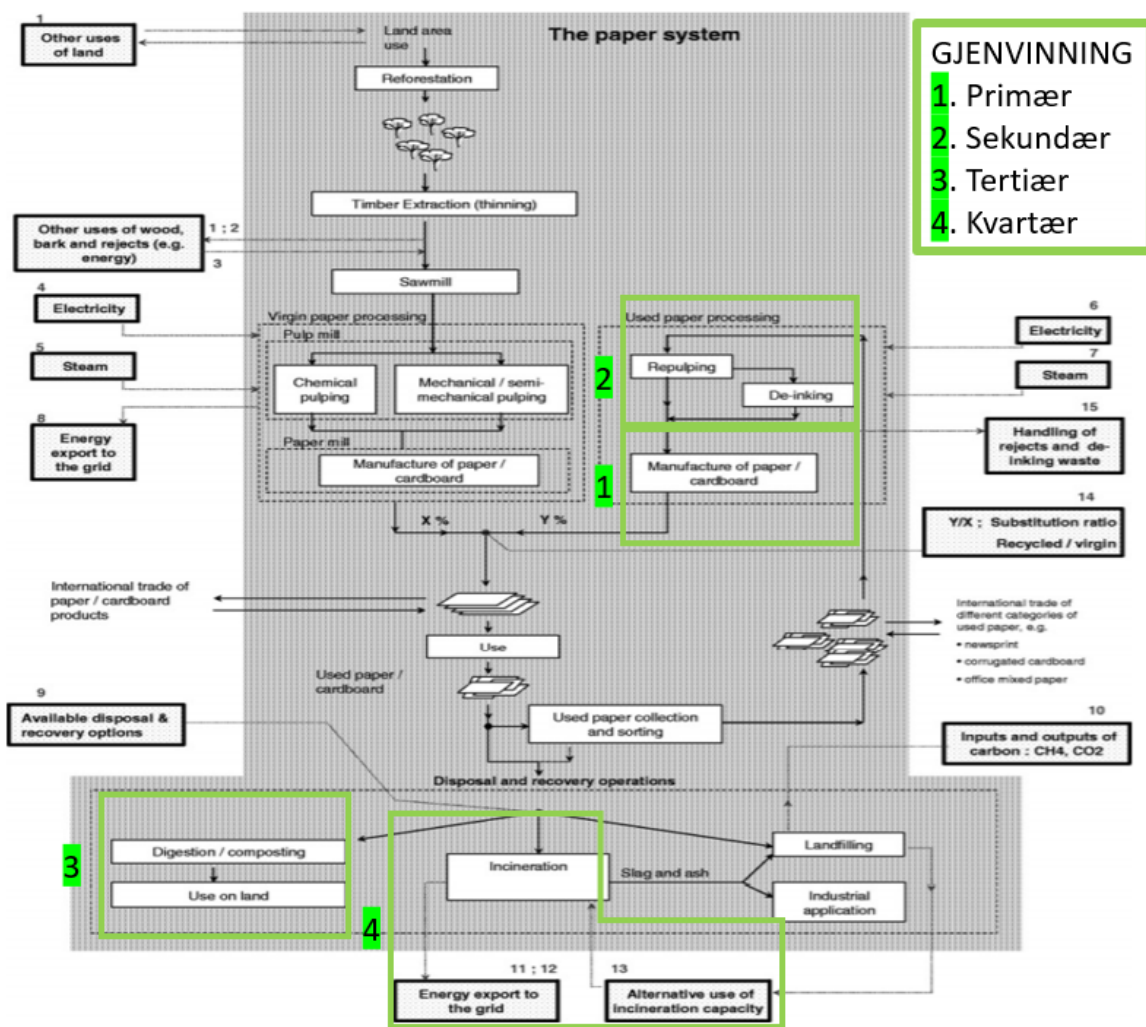 The paper system
GJENVINNING
1. Primær
2. Sekundær
3. Tertiær
4. Kvartær
1
Other uses
of land
Land area
use
Reforestation
Timber Extraction (thinning)
Other uses of wood,
bark and rejects (e.g.
energy)
1 ; 2
3
Sawmill
4
Electricity
5
Steam
8
Energy
export to
the grid
Virgin paper processing
Pulp mill
Chemical
pulping
Mechanical / semi-
mechanical pulping
Paper mill
Manufacture of paper /
cardboard
Used paper processing
2
Repulping
De-inking
1
Manufacture of paper /
cardboard
6
Electricity
7
Steam
15
Handling of
rejects and de-
inking waste
14
Y/X ; Substitution ratio
Recycled / virgin
X %
Y %
International trade of
paper / cardboard
products
Use
Used paper /
cardboard
International trade of
different categories of
used paper, e.g.
• newsprint
• corrugated cardboard
• office mixed paper
9
Available disposal &
recovery options
Used paper collection
and sorting
10
Inputs and outputs of
carbon : CH4, CO2
Disposal and recovery operations
3
Digestion / composting
Use on land
4
Incineration
Slag and ash
Landfilling
Industrial
application
11 ; 12
Energy export to
the grid
13
Alternative use of
incineration capacity